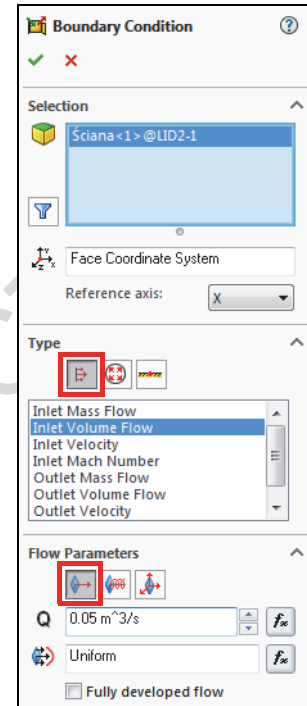 Boundary Condition
Selection
Ściana<1>@LID2-1
Face Coordinate System
Reference axis: X
Type
Inlet Mass Flow
Inlet Volume Flow
Inlet Velocity
Inlet Mach Number
Outlet Mass Flow
Outlet Volume Flow
Outlet Velocity
Flow Parameters
Q 0.05 m^3/s
Uniform
Fully developed flow